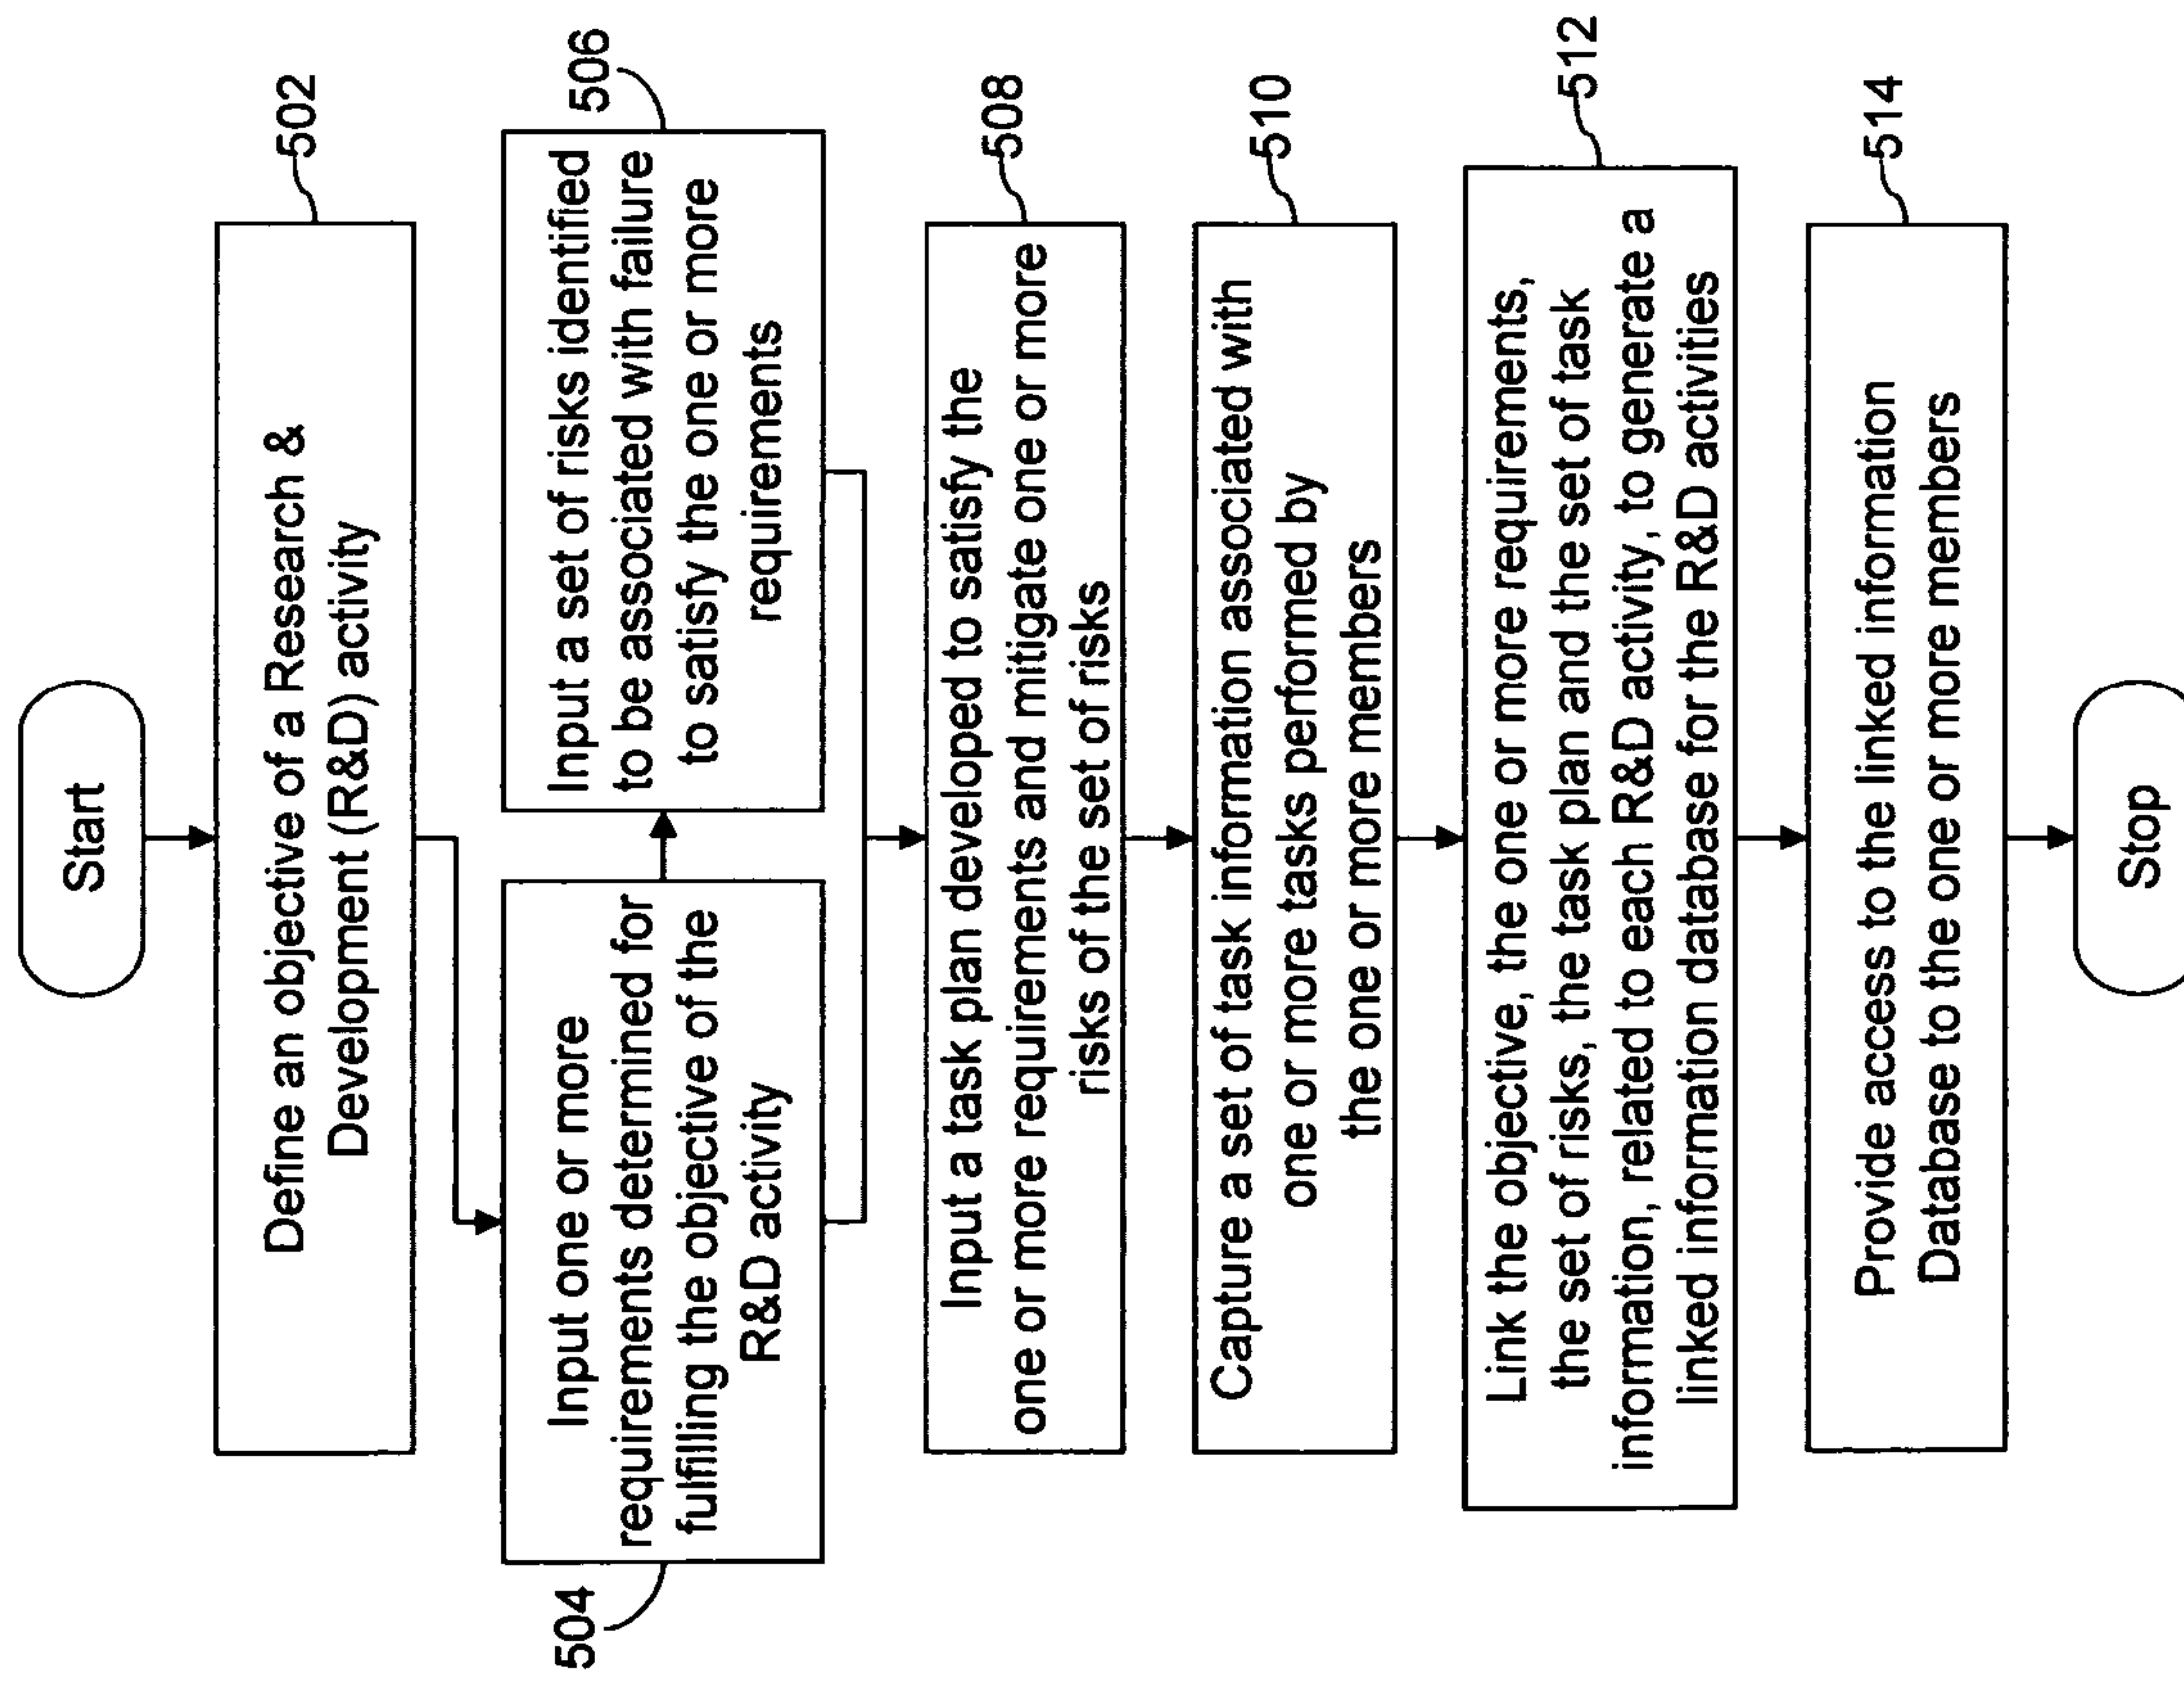 Start
Define an objective of a Research &
Development (R&D) activity
502
504
Input one or more
requirements determined for
fulfilling the objective of the
R&D activity
Input a set of risks identified
to be associated with failure
to satisfy the one or more
requirements
506
Input a task plan developed to satisfy the
one or more requirements and mitigate one or more
risks of the set of risks
508
Capture a set of task information associated with
one or more tasks performed by
the one or more members
510
Link the objective, the one or more requirements,
the set of risks, the task plan and the set of task
information, related to each R&D activity, to generate a
linked information database for the R&D activities
512
Provide access to the linked information
Database to the one or more members
514
Stop